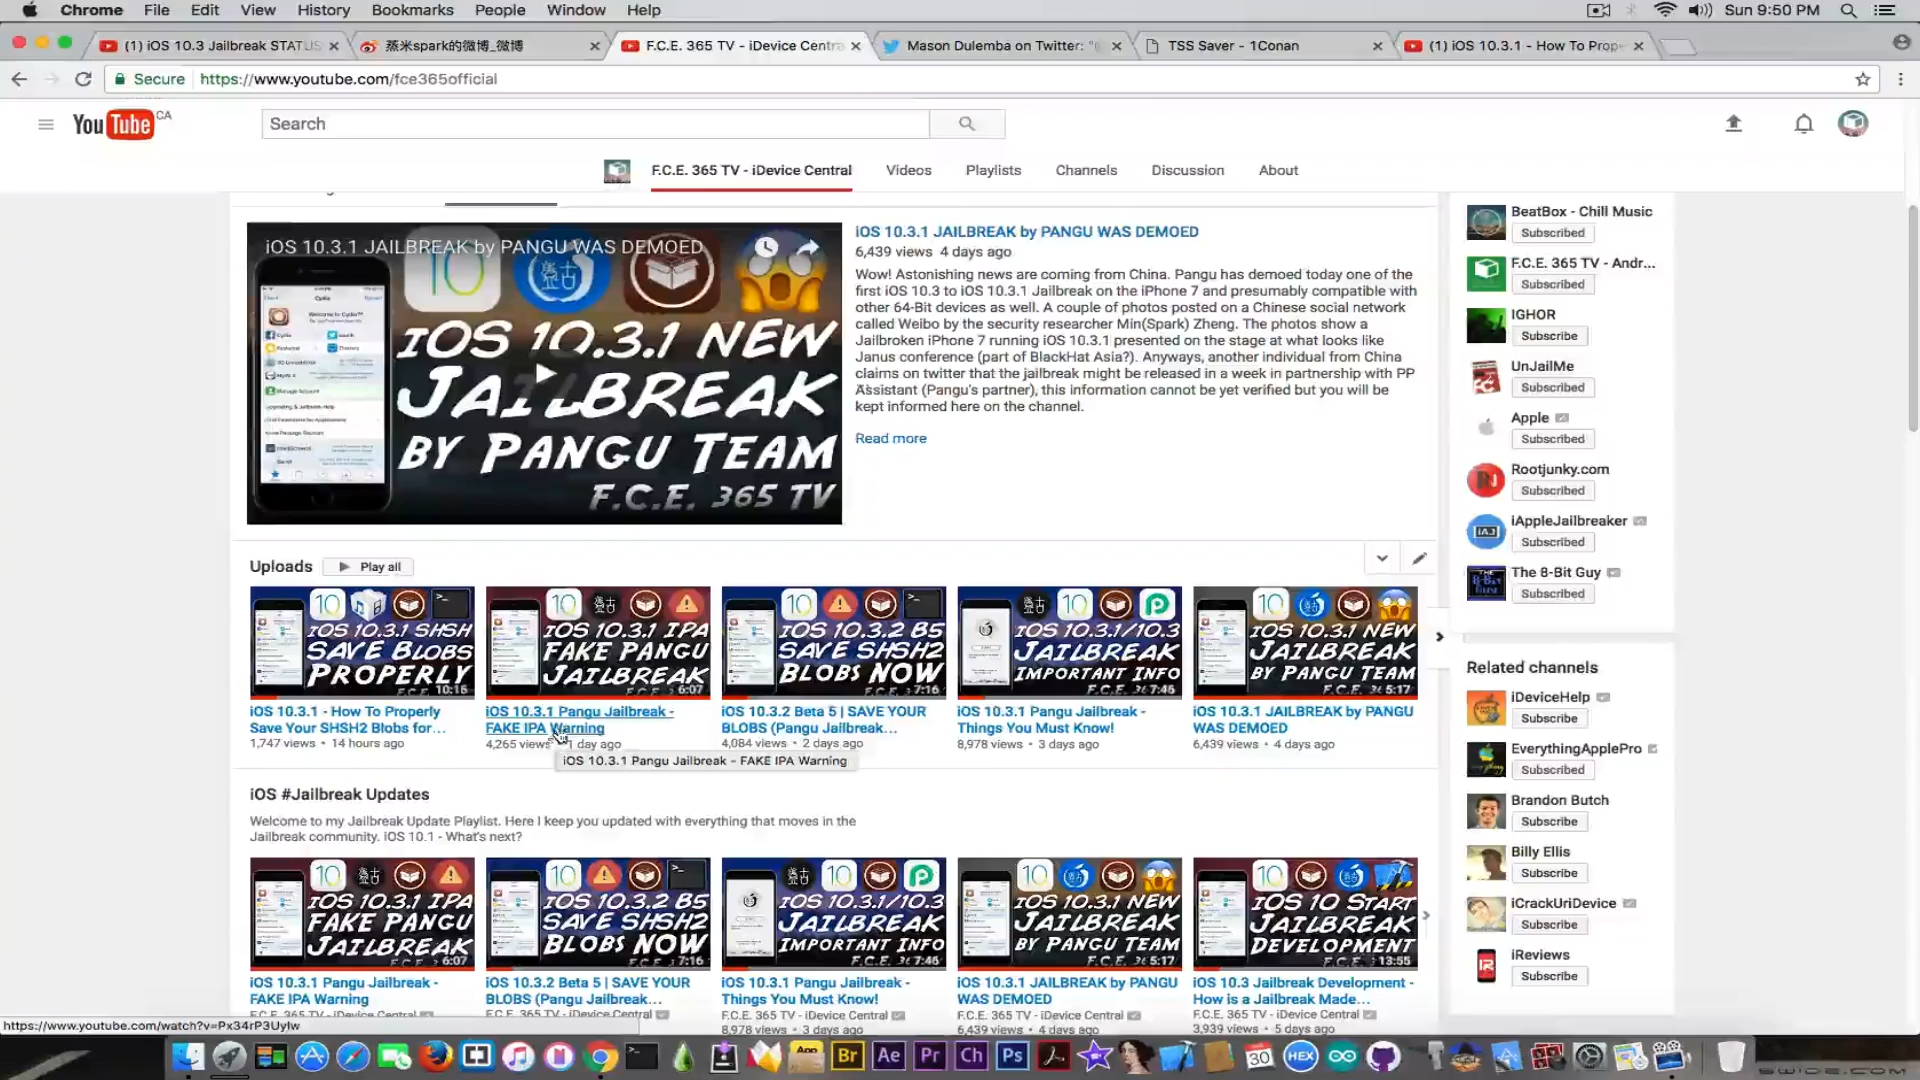 Chrome File Edit View History Bookmarks People Window Help Sun 9:50 PM
(1) iOS 10.3 Jailbreak STATUS
蒸米spark的微博_微博
F.C.E. 365 TV - iDevice Centra
Mason Dulemba on Twitter: "@
TSS Saver - 1Conan
(1) iOS 10.3.1 - How To Prop
Secure https://www.youtube.com/fce365official
YouTube CA
Search
F.C.E. 365 TV - iDevice Central Videos Playlists Channels Discussion About
iOS 10.3.1 JAILBREAK by PANGU WAS DEMOED
iOS 10.3.1 NEW
JAILBREAK
BY PANGU TEAM
F.C.E. 365 TV
iOS 10.3.1 JAILBREAK by PANGU WAS DEMOED
6,439 views 4 days ago
Wow! Astonishing news are coming from China. Pangu has demoed today one of the
first iOS 10.3 to iOS 10.3.1 Jailbreak on the iPhone 7 and presumably compatible with
other 64-Bit devices as well. A couple of photos posted on a Chinese social network
called Weibo by the security researcher Min(Spark) Zheng. The photos show a
Jailbroken iPhone 7 running iOS 10.3.1 presented on the stage at what looks like
Janus conference (part of BlackHat Asia?). Anyways, another individual from China
claims on twitter that the jailbreak might be released in a week in partnership with PP
Assistant (Pangu's partner), this information cannot be yet verified but you will be
kept informed here on the channel.
Read more
Uploads Play all
iOS 10.3.1 SHSH
SAVE BLOBS
PROPERLY
10:15
iOS 10.3.1 - How To Properly
Save Your SHSH2 Blobs for...
1,747 views • 14 hours ago
iOS 10.3.1 IPA
FAKE PANGU
JAILBREAK
6:07
iOS 10.3.1 Pangu Jailbreak -
FAKE IPA Warning
4,265 views • 1 day ago
iOS 10.3.2 B5
SAVE SHSH2
BLOBS NOW
7:16
iOS 10.3.2 Beta 5 | SAVE YOUR
BLOBS (Pangu Jailbreak...
4,084 views • 2 days ago
iOS 10.3.1/10.3
JAILBREAK
IMPORTANT INFO
7:45
iOS 10.3.1 Pangu Jailbreak -
Things You Must Know!
8,978 views • 3 days ago
iOS 10.3.1 NEW
JAILBREAK
BY PANGU TEAM
5:17
iOS 10.3.1 JAILBREAK by PANGU
WAS DEMOED
6,439 views • 4 days ago
iOS 10.3.1 Pangu Jailbreak - FAKE IPA Warning
iOS #Jailbreak Updates
Welcome to my Jailbreak Update Playlist. Here I keep you updated with everything that moves in the
Jailbreak community. iOS 10.1 - What's next?
iOS 10.3.1 IPA
FAKE PANGU
JAILBREAK
6:07
iOS 10.3.1 Pangu Jailbreak -
FAKE IPA Warning
F.C.E. 365 TV - iDevice Central
iOS 10.3.2 B5
SAVE SHSH2
BLOBS NOW
7:16
iOS 10.3.2 Beta 5 | SAVE YOUR
BLOBS (Pangu Jailbreak...
F.C.E. 365 TV - iDevice Central
iOS 10.3.1/10.3
JAILBREAK
IMPORTANT INFO
7:45
iOS 10.3.1 Pangu Jailbreak -
Things You Must Know!
F.C.E. 365 TV - iDevice Central
8,978 views • 3 days ago
iOS 10.3.1 NEW
JAILBREAK
BY PANGU TEAM
5:17
iOS 10.3.1 JAILBREAK by PANGU
WAS DEMOED
F.C.E. 365 TV - iDevice Central
6,439 views • 4 days ago
iOS 10 START
JAILBREAK
DEVELOPMENT
13:55
iOS 10.3 Jailbreak Development -
How is a Jailbreak Made...
F.C.E. 365 TV - iDevice Central
3,939 views • 5 days ago
BeatBox - Chill Music
Subscribed
F.C.E. 365 TV - Andr...
Subscribed
IGHOR
Subscribe
UnJailMe
Subscribed
Apple
Subscribed
Rootjunky.com
Subscribed
iAppleJailbreaker
Subscribed
The 8-Bit Guy
Subscribed
Related channels
iDeviceHelp
Subscribe
EverythingApplePro
Subscribed
Brandon Butch
Subscribe
Billy Ellis
Subscribe
iCrackUriDevice
Subscribe
iReviews
Subscribe
https://www.youtube.com/watch?v=Px34rP3UyIw
Br Ae Pr Ch Ps 30 HEX